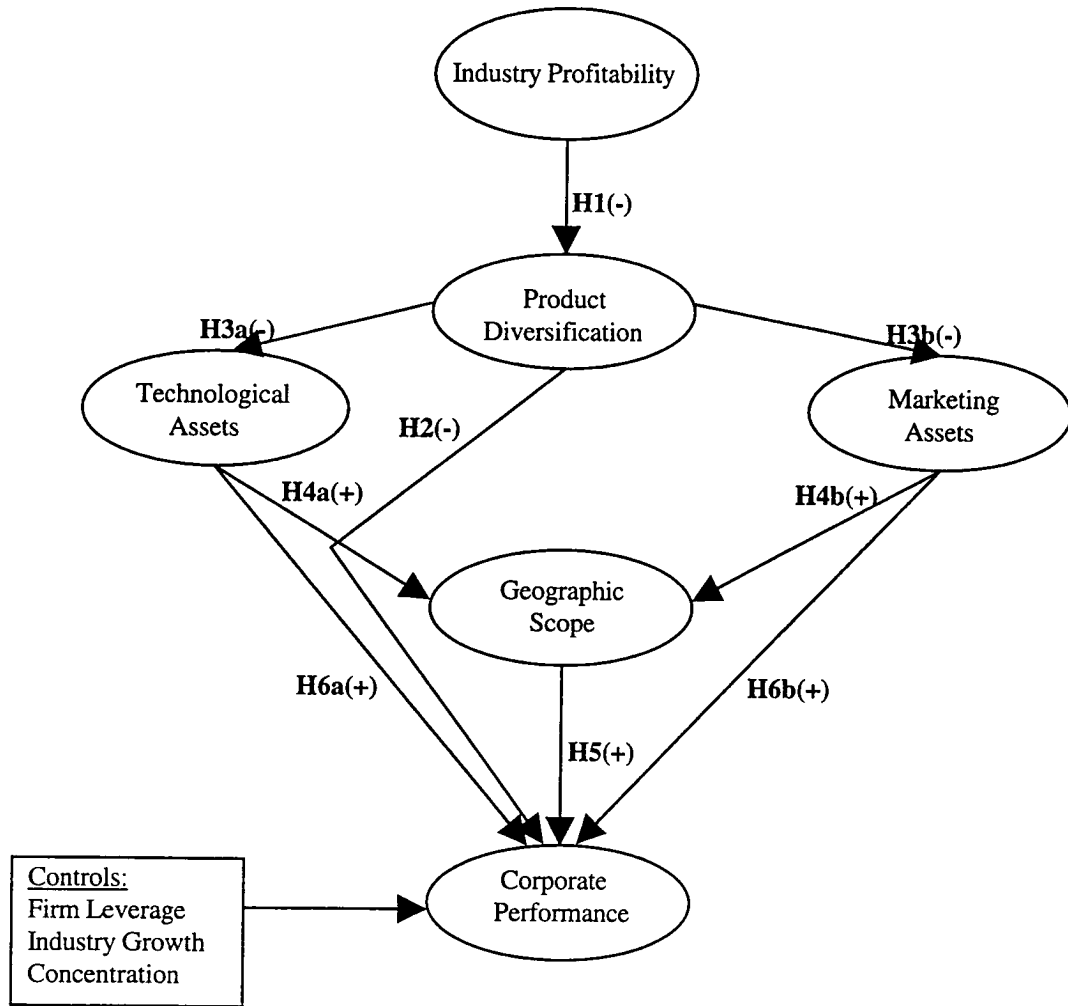 Industry Profitability
H1(-)
Product
Diversification
H3a(-)
H3b(-)
Technological
Assets
Marketing
Assets
H2(-)
H4a(+)
H4b(+)
Geographic
Scope
H6a(+)
H6b(+)
H5(+)
Corporate
Performance
Controls:
Firm Leverage
Industry Growth
Concentration